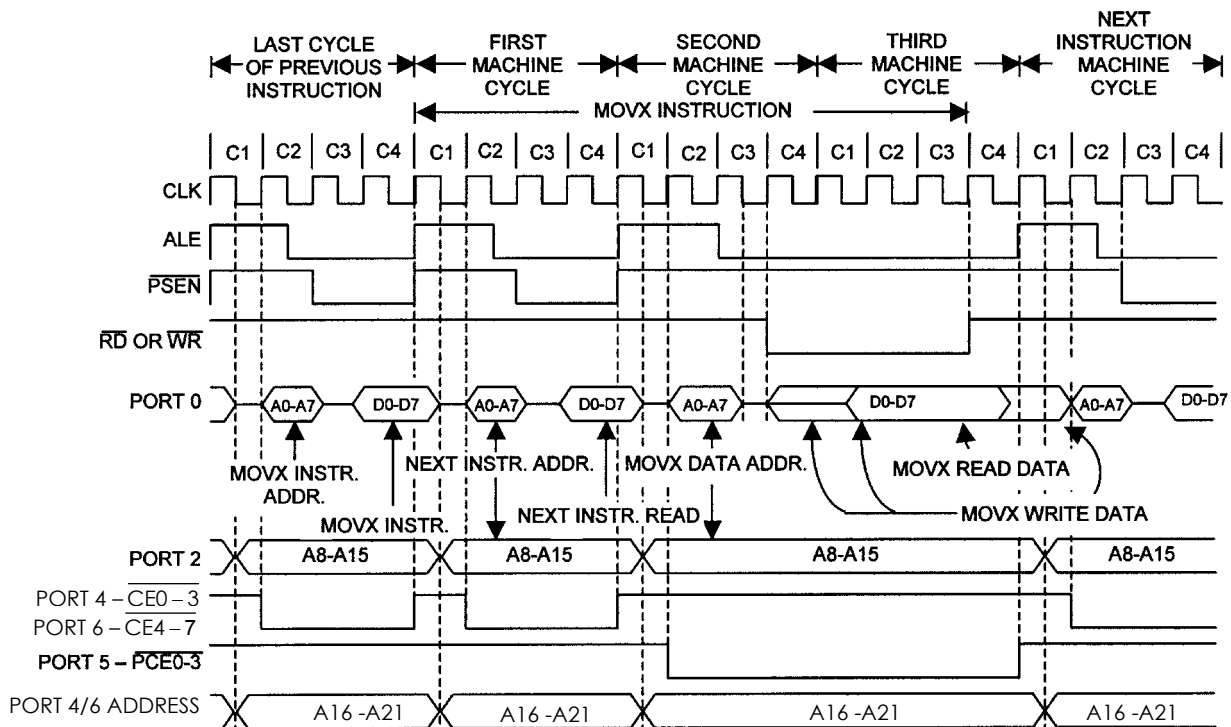 LAST CYCLE
OF PREVIOUS
INSTRUCTION
FIRST
MACHINE
CYCLE
SECOND
MACHINE
CYCLE
THIRD
MACHINE
CYCLE
NEXT
INSTRUCTION
MACHINE
CYCLE
MOVX INSTRUCTION
C1 C2 C3 C4 C1 C2 C3 C4 C1 C2 C3 C4 C1 C2 C3 C4 C1 C2 C3 C4
CLK
ALE
PSEN
RD OR WR
PORT 0 A0-A7 D0-D7 A0-A7 D0-D7 A0-A7 D0-D7 A0-A7 D0-D7
MOVX INSTR.
ADDR.
NEXT INSTR. ADDR.
MOVX DATA ADDR.
MOVX READ DATA
MOVX INSTR.
NEXT INSTR. READ
MOVX WRITE DATA
PORT 2 A8-A15 A8-A15 A8-A15 A8-A15
PORT 4 – CE0 – 3
PORT 6 – CE4 – 7
PORT 5 – PCE0-3
PORT 4/6 ADDRESS A16 -A21 A16 -A21 A16 -A21 A16 -A21